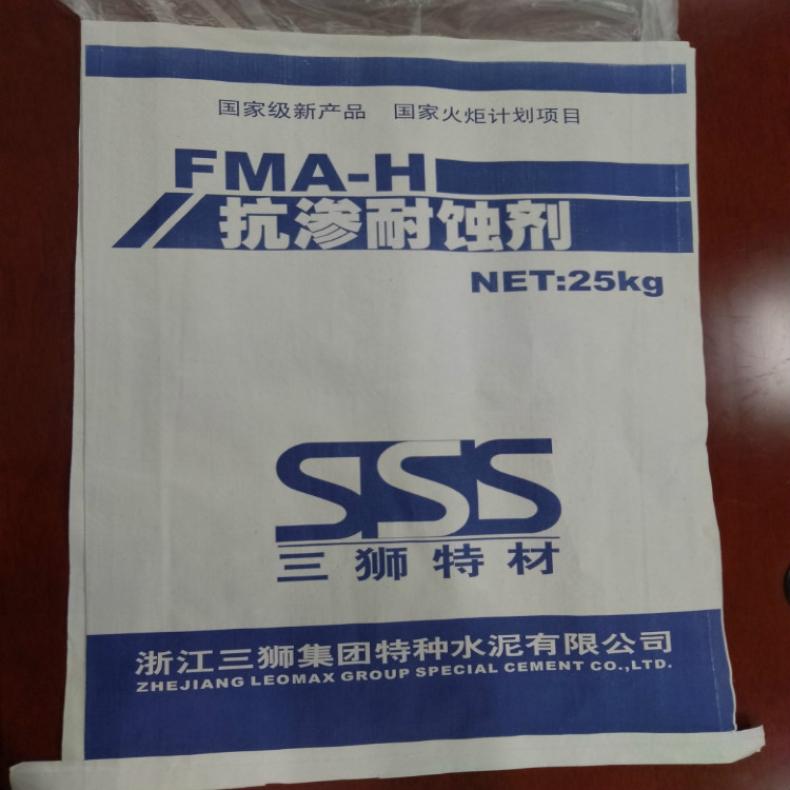 国家级新产品 国家火炬计划项目
FMA-H
抗渗耐蚀剂
NET:25kg
SSS
三狮特材
浙江三狮集团特种水泥有限公司
ZHEJIANG LEOMAX GROUP SPECIAL CEMENT CO.,LTD.